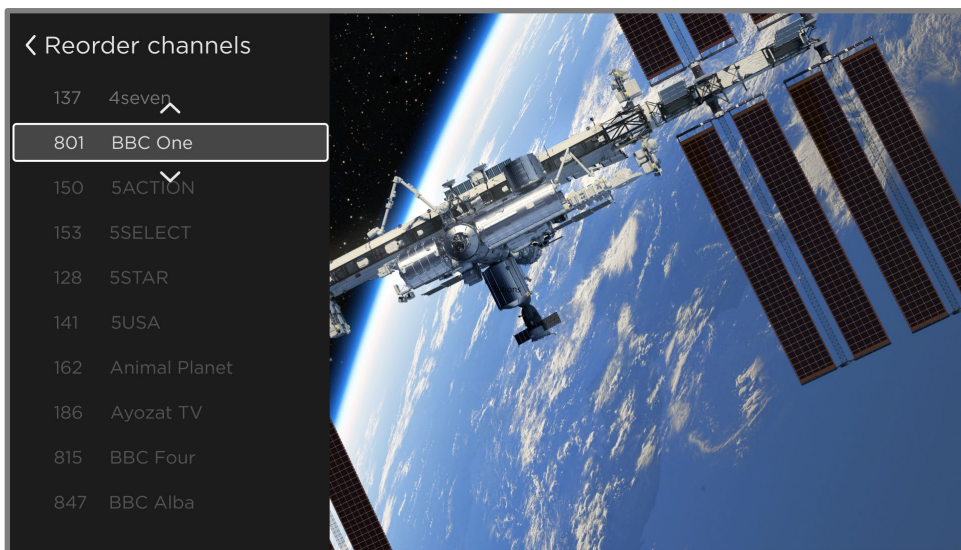 Reorder channels
137 4seven
801 BBC One
150 5ACTION
153 5SELECT
128 5STAR
141 5USA
162 Animal Planet
186 Ayozat TV
815 BBC Four
847 BBC Alba